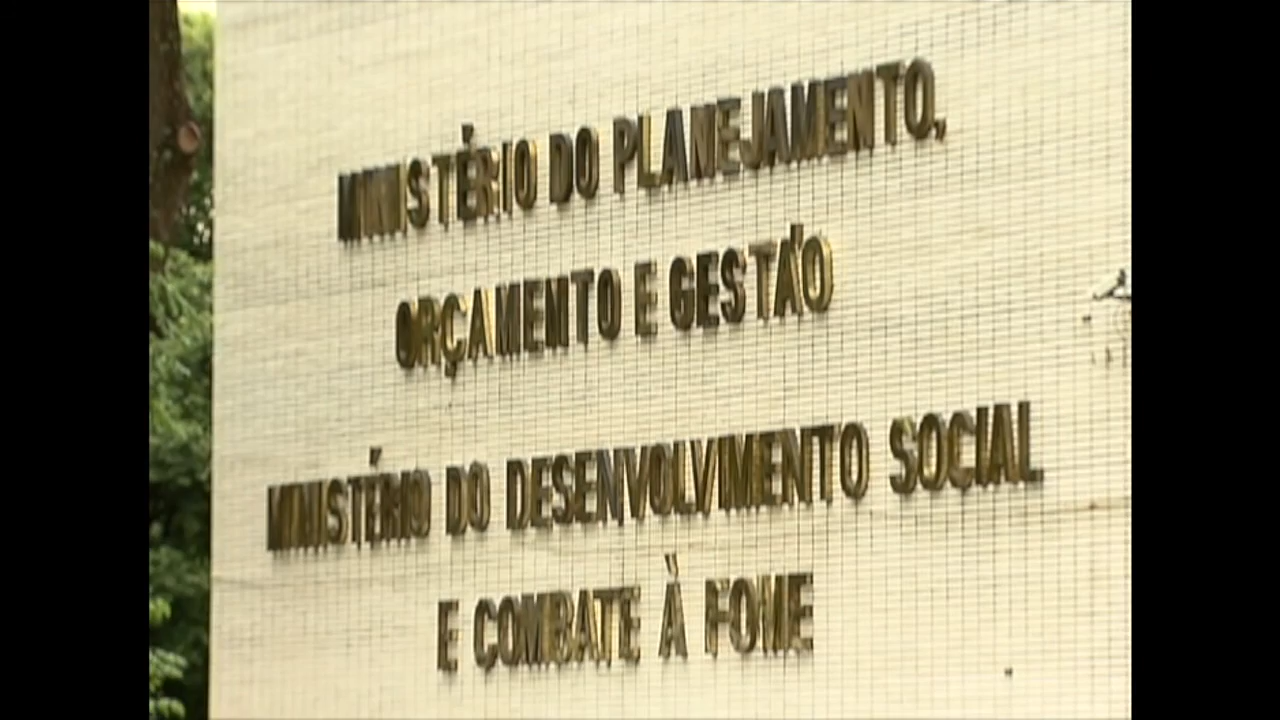 MINISTÉRIO DO PLANEJAMENTO,
ORÇAMENTO E GESTÃO
MINISTÉRIO DO DESENVOLVIMENTO SOCIAL
E COMBATE À FOME